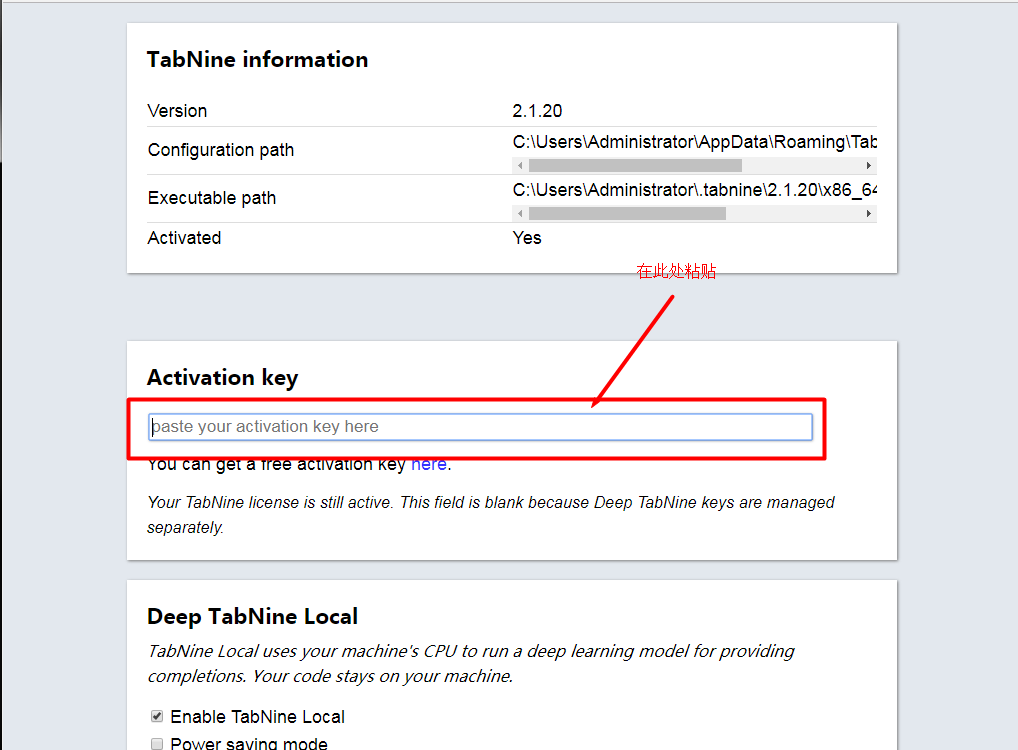 TabNine information
Version 2.1.20
Configuration path C:\Users\Administrator\AppData\Roaming\Tab
Executable path C:\Users\Administrator\.tabnine\2.1.20\x86_64
Activated Yes
在此处粘贴
Activation key
paste your activation key here
You can get a free activation key here.
Your TabNine license is still active. This field is blank because Deep TabNine keys are managed
separately.
Deep TabNine Local
TabNine Local uses your machine's CPU to run a deep learning model for providing
completions. Your code stays on your machine.
Enable TabNine Local
Power saving mode